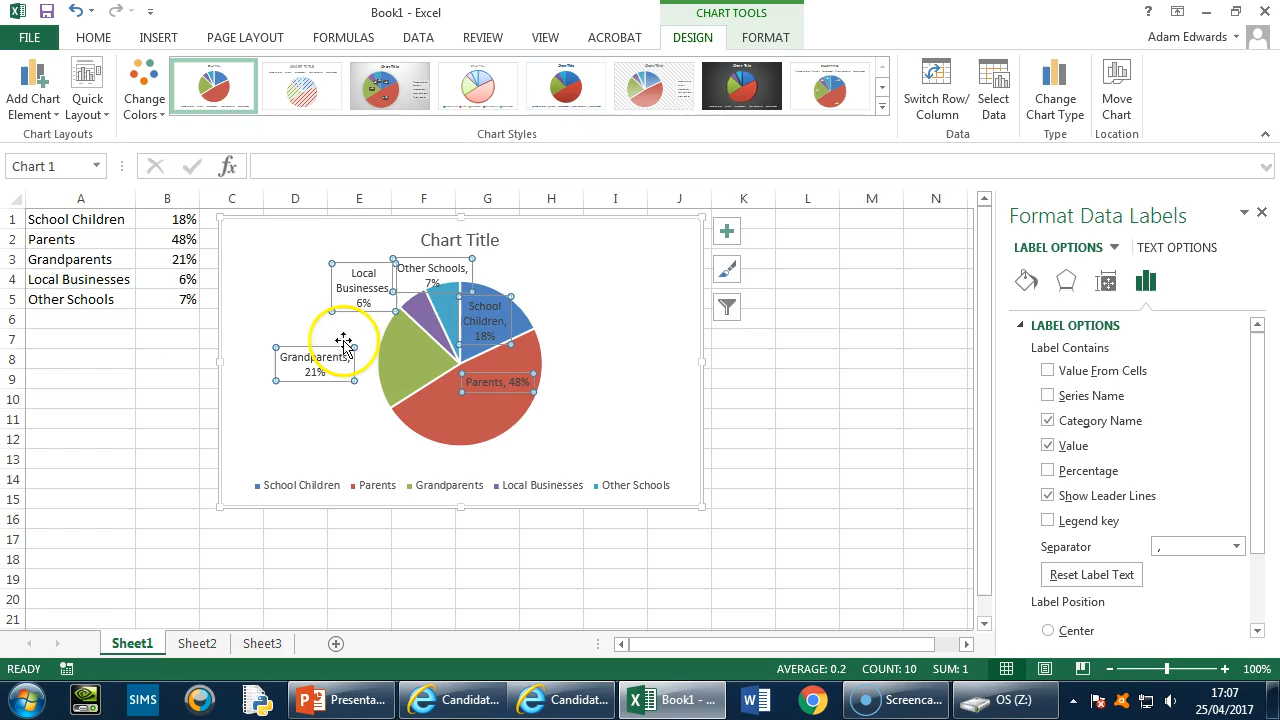 Book1 - Excel
CHART TOOLS
FILE
HOME
INSERT
PAGE LAYOUT
FORMULAS
DATA
REVIEW
VIEW
ACROBAT
DESIGN
FORMAT
Adam Edwards
Add Chart
Element
Quick
Layout
Change
Colors
Switch Row/
Column
Select
Data
Change
Chart Type
Move
Chart
Chart Layouts
Chart Styles
Data
Type
Location
Chart 1
fx
A B C D E F G H I J K L M N
1 School Children 18%
2 Parents 48%
3 Grandparents 21%
4 Local Businesses 6%
5 Other Schools 7%
6
7
8
9
10
11
12
13
14
15
16
17
18
19
20
21
Chart Title
Local
Businesses,
6%
Other Schools,
7%
School
Children,
18%
Grandparents,
21%
Parents, 48%
School Children Parents Grandparents Local Businesses Other Schools
Format Data Labels
LABEL OPTIONS
TEXT OPTIONS
LABEL OPTIONS
Label Contains
Value From Cells
Series Name
Category Name
Value
Percentage
Show Leader Lines
Legend key
Separator ,
Reset Label Text
Label Position
Center
Sheet1 Sheet2 Sheet3
READY
AVERAGE: 0.2 COUNT: 10 SUM: 1
100%
SIMS
Presenta...
Candidat...
Candidat...
Book1 - ...
Screenca...
OS (Z:)
17:07
25/04/2017